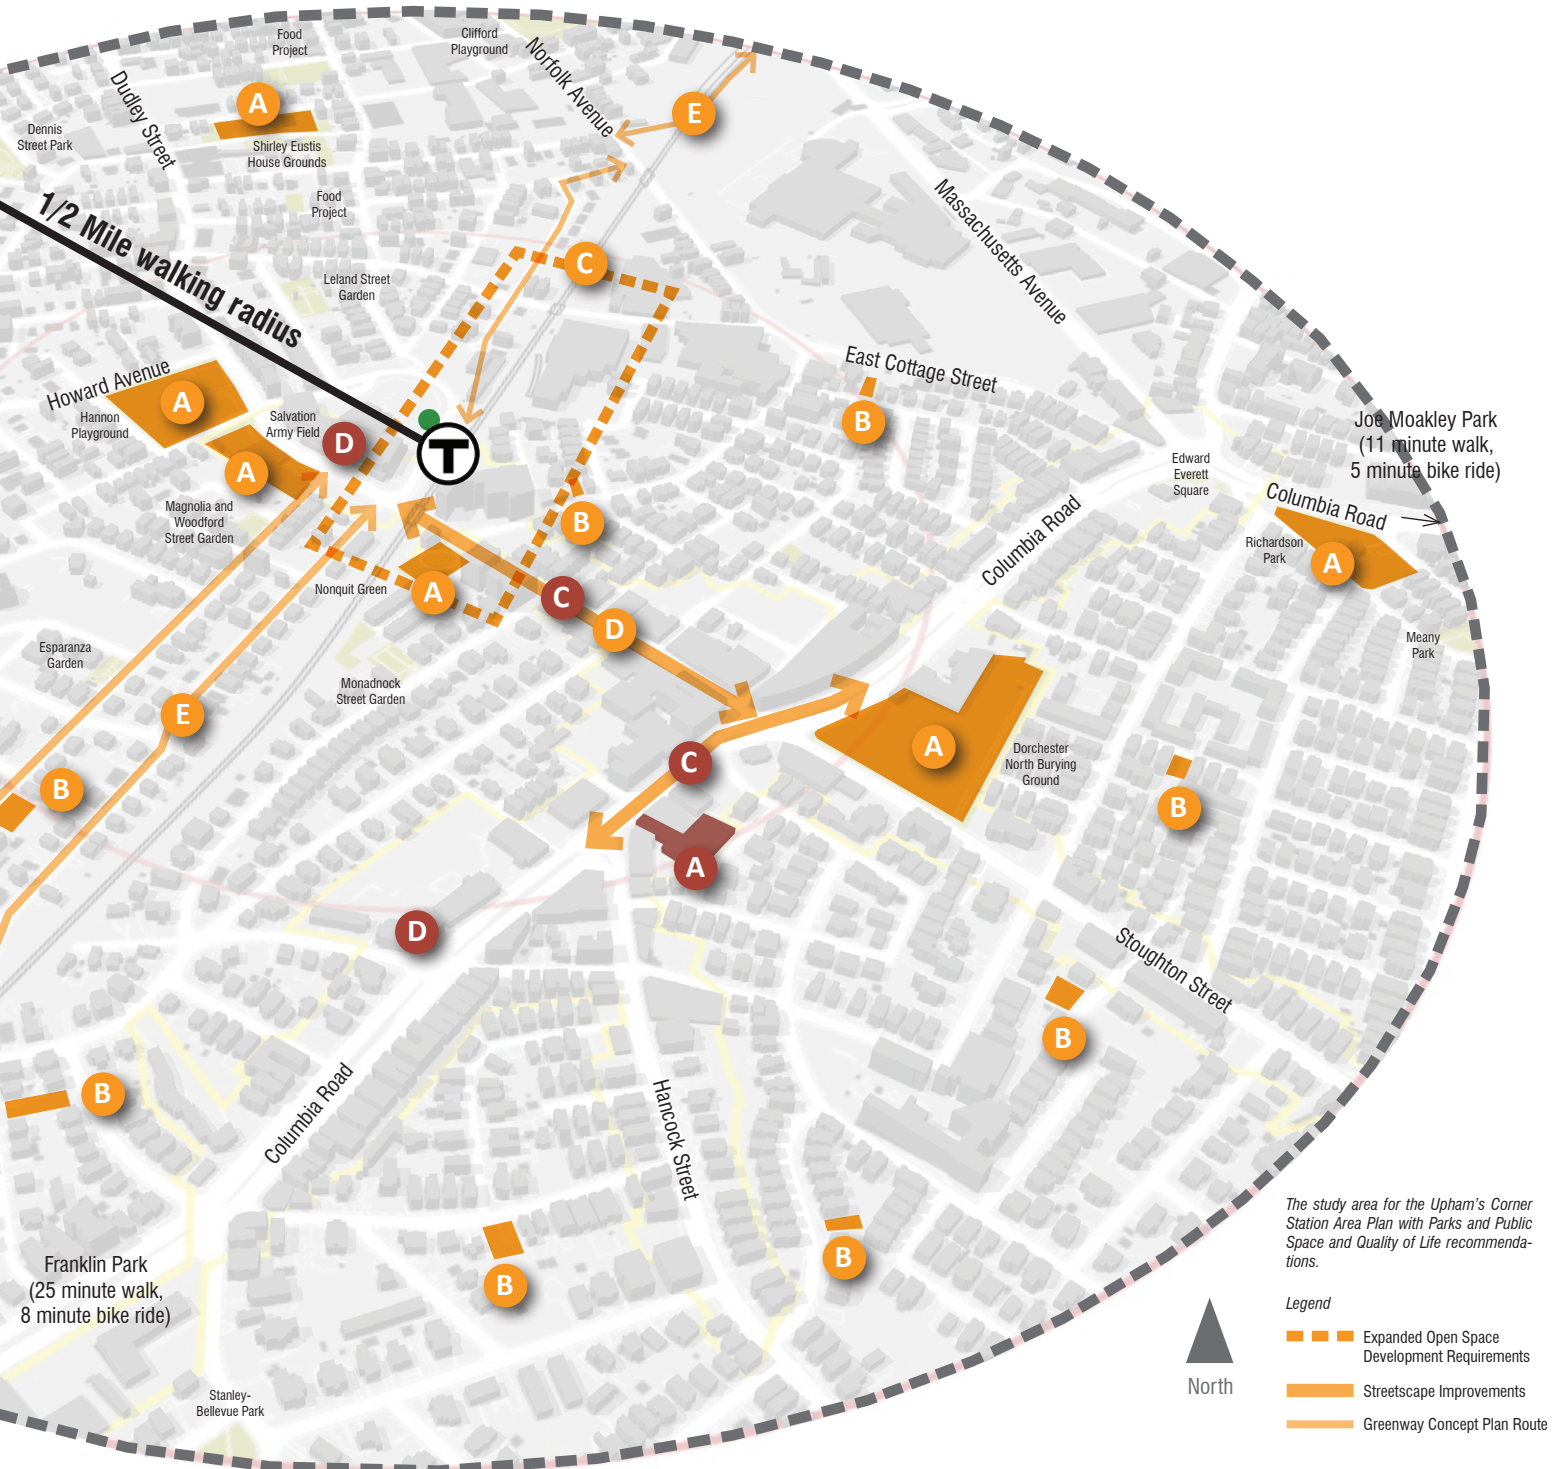 Food
Project
Clifford
Playground
Norfolk Avenue
Dudley Street
A
E
Dennis
Street Park
Shirley Eustis
House Grounds
Food
Project
Massachusetts Avenue
1/2 Mile walking radius
C
Leland Street
Garden
East Cottage Street
Howard Avenue
A
Hannon
Playground
Salvation
Army Field
D
B
T
Joe Moakley Park
(11 minute walk,
5 minute bike ride)
Edward
Everett
Square
A
Columbia Road
Columbia Road
Magnolia and
Woodford
Street Garden
B
Richardson
Park
A
Nonquit Green
A
C
D
Meany
Park
Esparanza
Garden
Monadnock
Street Garden
E
A
Dorchester
North Burying
Ground
C
B
B
A
D
Stoughton Street
B
B
Columbia Road
Hancock Street
The study area for the Upham's Corner
Station Area Plan with Parks and Public
Space and Quality of Life recommenda-
tions.
B
B
Franklin Park
(25 minute walk,
8 minute bike ride)
Legend
Expanded Open Space
Development Requirements
North
Streetscape Improvements
Stanley-
Bellevue Park
Greenway Concept Plan Route